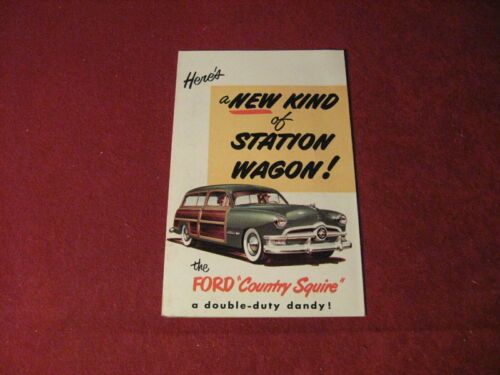 Here's
a NEW KIND
of
STATION
WAGON!
the
FORD "Country Squire"
a double-duty dandy!